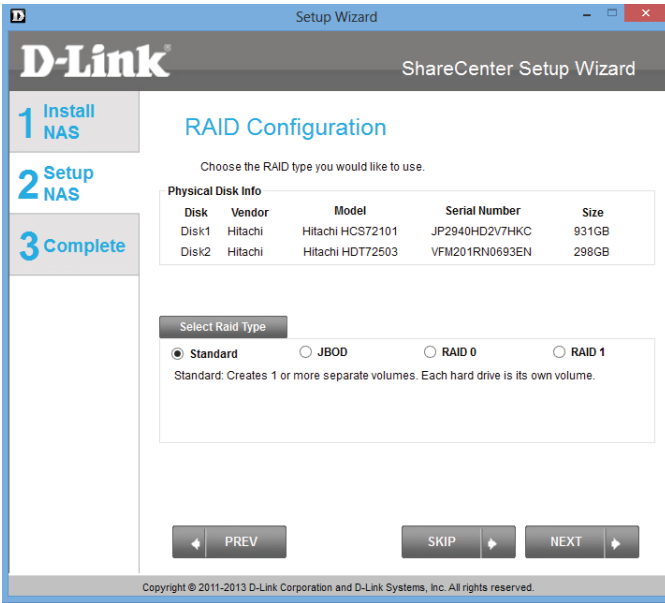 D Setup Wizard
D-Link®
ShareCenter Setup Wizard
1 Install NAS
2 Setup NAS
3 Complete
RAID Configuration
Choose the RAID type you would like to use.
Physical Disk Info
Disk Vendor Model Serial Number Size
Disk1 Hitachi Hitachi HCS72101 JP2940HD2V7HKC 931GB
Disk2 Hitachi Hitachi HDT72503 VFM201RN0693EN 298GB
Select Raid Type
Standard JBOD RAID 0 RAID 1
Standard: Creates 1 or more separate volumes. Each hard drive is its own volume.
PREV SKIP NEXT
Copyright © 2011-2013 D-Link Corporation and D-Link Systems, Inc. All rights reserved.